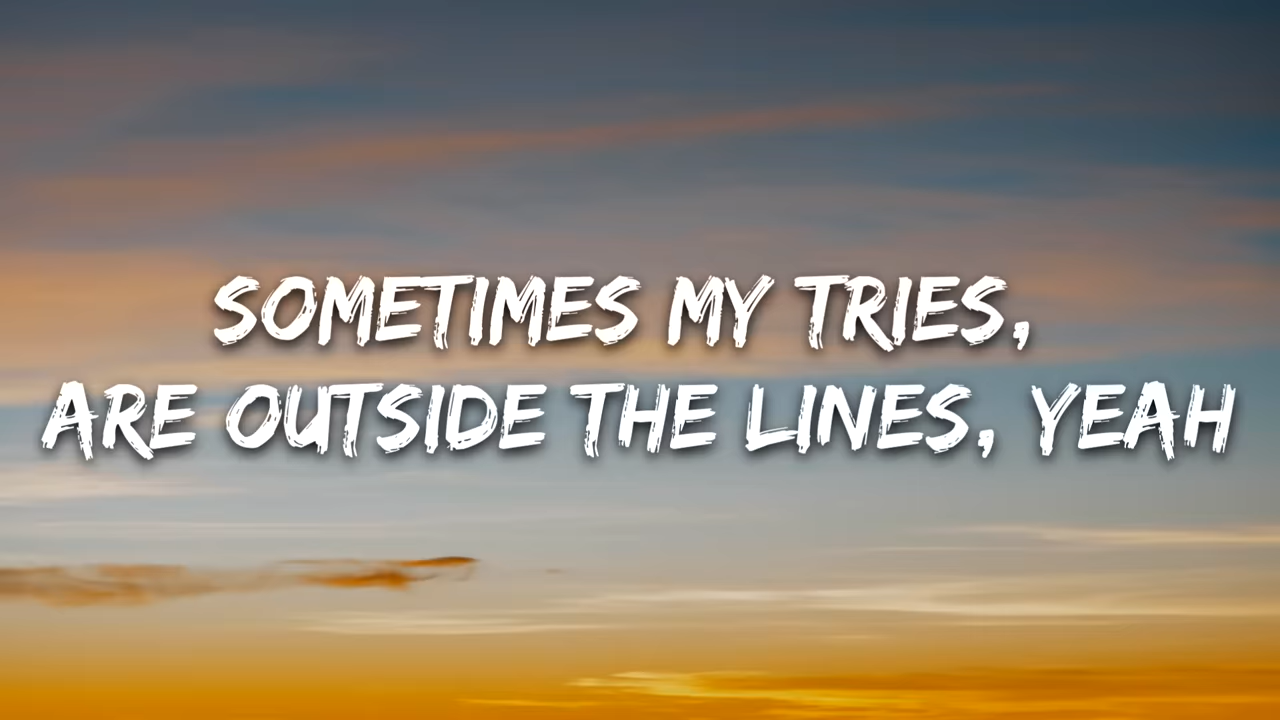 SOMETIMES MY TRIES,
ARE OUTSIDE THE LINES, YEAH